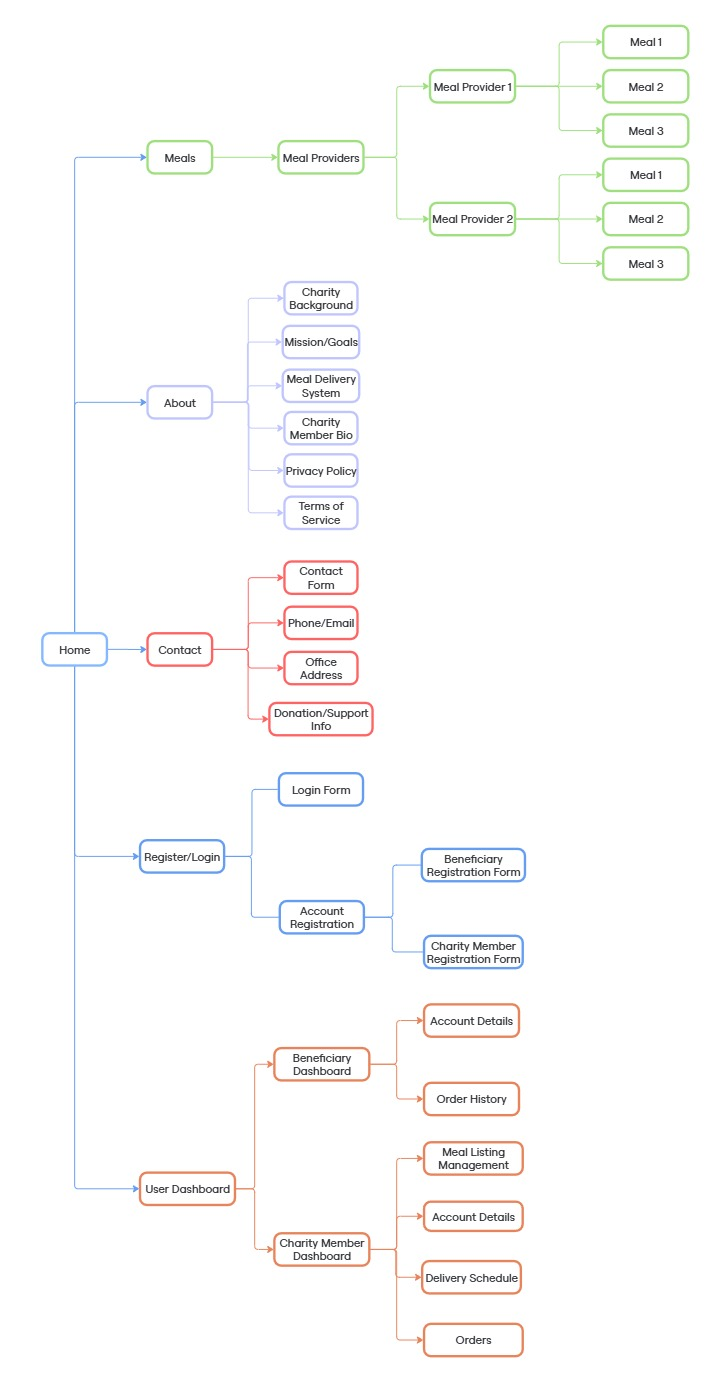 Meal 1
Meal Provider 1
Meal 2
Meal 3
Meals
Meal Providers
Meal 1
Meal Provider 2
Meal 2
Meal 3
Charity
Background
Mission/Goals
Meal Delivery
System
About
Charity
Member Bio
Privacy Policy
Terms of
Service
Contact
Form
Phone/Email
Home
Contact
Office
Address
Donation/Support
Info
Login Form
Register/Login
Beneficiary
Registration Form
Account
Registration
Charity Member
Registration Form
Account Details
Beneficiary
Dashboard
Order History
Meal Listing
Management
User Dashboard
Account Details
Charity Member
Dashboard
Delivery Schedule
Orders